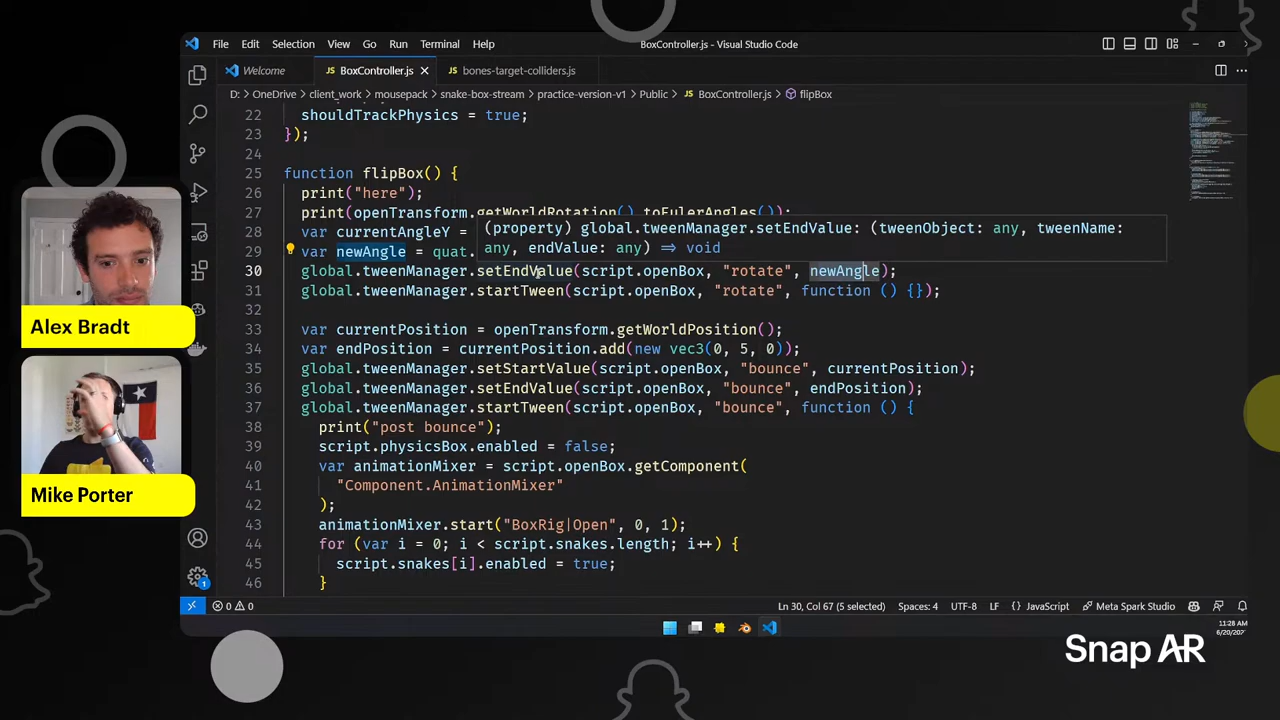 File Edit Selection View Go Run Terminal Help
BoxController.js - Visual Studio Code
Welcome
JS BoxController.js
JS bones-target-colliders.js
D: > OneDrive > client_work > mousepack > snake-box-stream > practice-version-v1 > Public > JS BoxController.js > flipBox
22 shouldTrackPhysics = true;
23 });
24
25 function flipBox() {
26 print("here");
27 print(openTransform.getWorldRotation().toEulerAngles());
28 var currentAngleY =
(property) global.tweenManager.setEndValue: (tweenObject: any, tweenName:
any, endValue: any) => void
29 var newAngle = quat.
30 global.tweenManager.setEndValue(script.openBox, "rotate", newAngle);
31 global.tweenManager.startTween(script.openBox, "rotate", function () {});
32
33 var currentPosition = openTransform.getWorldPosition();
34 var endPosition = currentPosition.add(new vec3(0, 5, 0));
35 global.tweenManager.setStartValue(script.openBox, "bounce", currentPosition);
36 global.tweenManager.setEndValue(script.openBox, "bounce", endPosition);
37 global.tweenManager.startTween(script.openBox, "bounce", function () {
38 print("post bounce");
39 script.physicsBox.enabled = false;
40 var animationMixer = script.openBox.getComponent(
41 "Component.AnimationMixer"
42 );
43 animationMixer.start("BoxRig|Open", 0, 1);
44 for (var i = 0; i < script.snakes.length; i++) {
45 script.snakes[i].enabled = true;
46 }
Alex Bradt
Mike Porter
1
0 0
Ln 30, Col 67 (5 selected) Spaces: 4 UTF-8 LF {} JavaScript Meta Spark Studio
11:28 AM
Snap AR